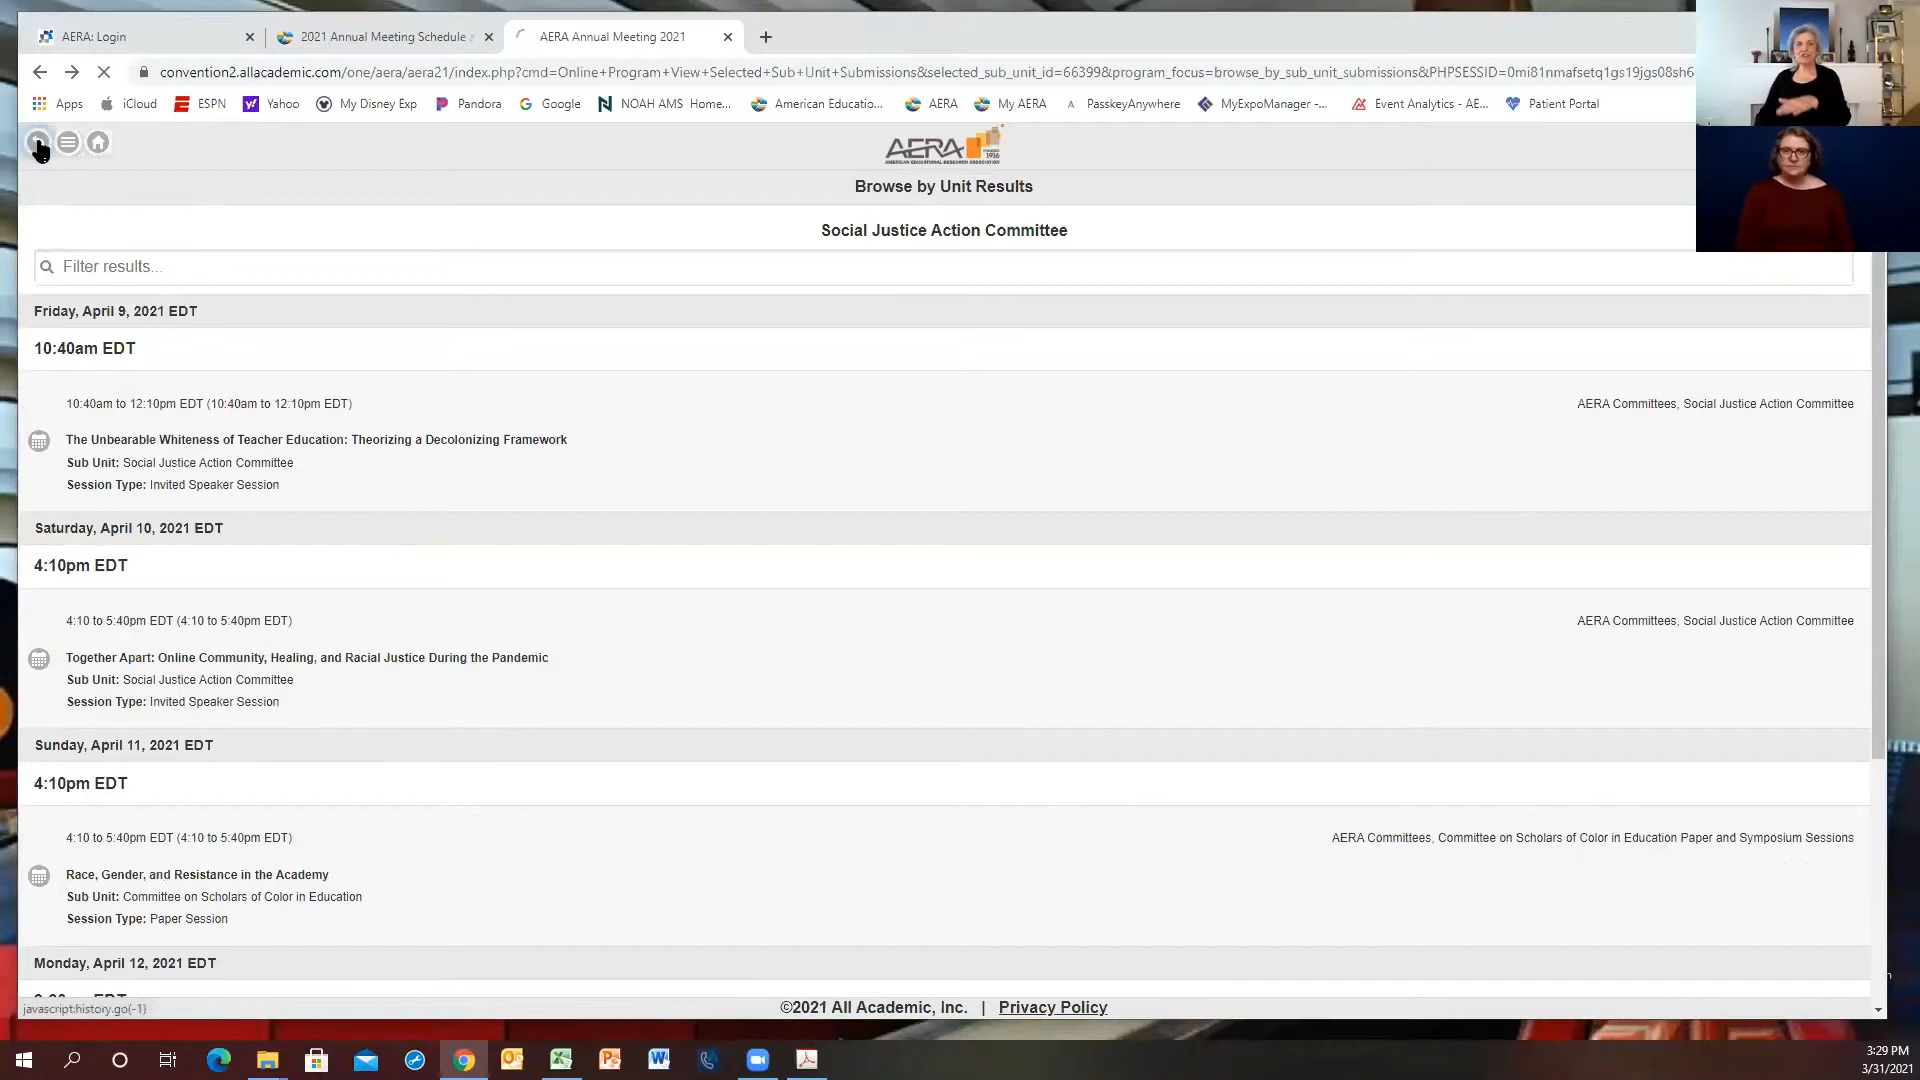 AERA: Login
2021 Annual Meeting Schedule a
AERA Annual Meeting 2021
convention2.allacademic.com/one/aera/aera21/index.php?cmd=Online+Program+View+Selected+Sub+Unit+Submissions&selected_sub_unit_id=66399&program_focus=browse_by_sub_unit_submissions&PHPSESSID=0mi81nmafsetq1gs19jgs08sh6
Apps
iCloud
ESPN
Yahoo
My Disney Exp
Pandora
Google
NOAH AMS Home...
American Educatio...
AERA
My AERA
PasskeyAnywhere
MyExpoManager -...
Event Analytics - AE...
Patient Portal
AERA
AMERICAN EDUCATIONAL RESEARCH ASSOCIATION
1916
Browse by Unit Results
Social Justice Action Committee
Filter results...
Friday, April 9, 2021 EDT
10:40am EDT
10:40am to 12:10pm EDT (10:40am to 12:10pm EDT)
AERA Committees, Social Justice Action Committee
The Unbearable Whiteness of Teacher Education: Theorizing a Decolonizing Framework
Sub Unit: Social Justice Action Committee
Session Type: Invited Speaker Session
Saturday, April 10, 2021 EDT
4:10pm EDT
4:10 to 5:40pm EDT (4:10 to 5:40pm EDT)
AERA Committees, Social Justice Action Committee
Together Apart: Online Community, Healing, and Racial Justice During the Pandemic
Sub Unit: Social Justice Action Committee
Session Type: Invited Speaker Session
Sunday, April 11, 2021 EDT
4:10pm EDT
4:10 to 5:40pm EDT (4:10 to 5:40pm EDT)
AERA Committees, Committee on Scholars of Color in Education Paper and Symposium Sessions
Race, Gender, and Resistance in the Academy
Sub Unit: Committee on Scholars of Color in Education
Session Type: Paper Session
Monday, April 12, 2021 EDT
javascript:history.go(-1)
©2021 All Academic, Inc. | Privacy Policy
3:29 PM
3/31/2021